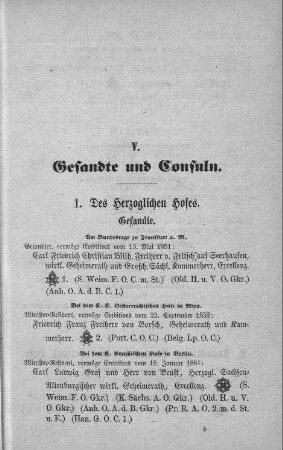 V.
Gesandte und Consuln.
1. Des Herzoglichen Hofes.
Gesandte.
Am Bundestage zu Frankfurt a. M.
Gesandter, vermöge Creditivs vom 13. Mai 1851:
Carl Friedrich Christian Wilh. Freiherr v. Fritsch auf Seerhausen,
wirkl. Geheimerath und Großh. Sächs. Kammerherr, Excellenz.
1. (S. Weim. F. O. C. m. St.) (Old. H. u. V. O. Gkr.)
(Anh. O. A. d. B. C. 1.)
Bei dem K. K. Oesterreichischen Hofe in Wien.
Minister-Resident, vermöge Creditivs vom 22. September 1852:
Friedrich Franz Freiherr von Borsch, Geheimerath und Kammerherr.
2. (Port. C. O. C.) (Belg. Lp. O. C.)
Bei dem K. Preußischen Hofe in Berlin.
Minister-Resident, vermöge Creditivs vom 18. Januar 1861:
Carl Ludwig Graf und Herr von Beust, Herzogl. Sachsen-
Altenburgischer wirkl. Geheimerath, Excellenz. (S.
Weim. F. O. Gkr.) (K. Sächs. A. O. Gkr.) (Old. H. u. V.
O. Gkr.) (Anh. O. A. d. B. Gkr.) (Pr. R. A. O. 2. m. d. St.
u. E.) (Han. G. O. C. 1.)
4